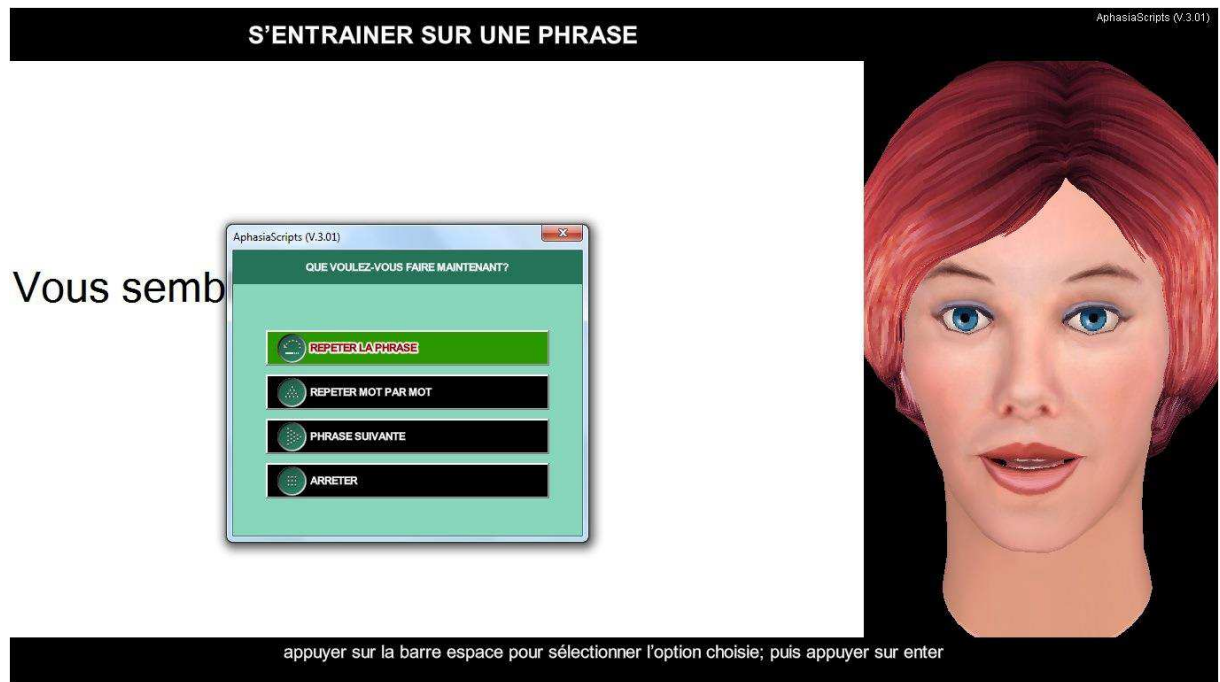 S’ENTRAINER SUR UNE PHRASE
AphasiaScripts (V.3.01)
AphasiaScripts (V.3.01)
QUE VOULEZ-VOUS FAIRE MAINTENANT?
Vous semb
REPETER LA PHRASE
REPETER MOT PAR MOT
PHRASE SUIVANTE
ARRETER
appuyer sur la barre espace pour sélectionner l’option choisie; puis appuyer sur enter